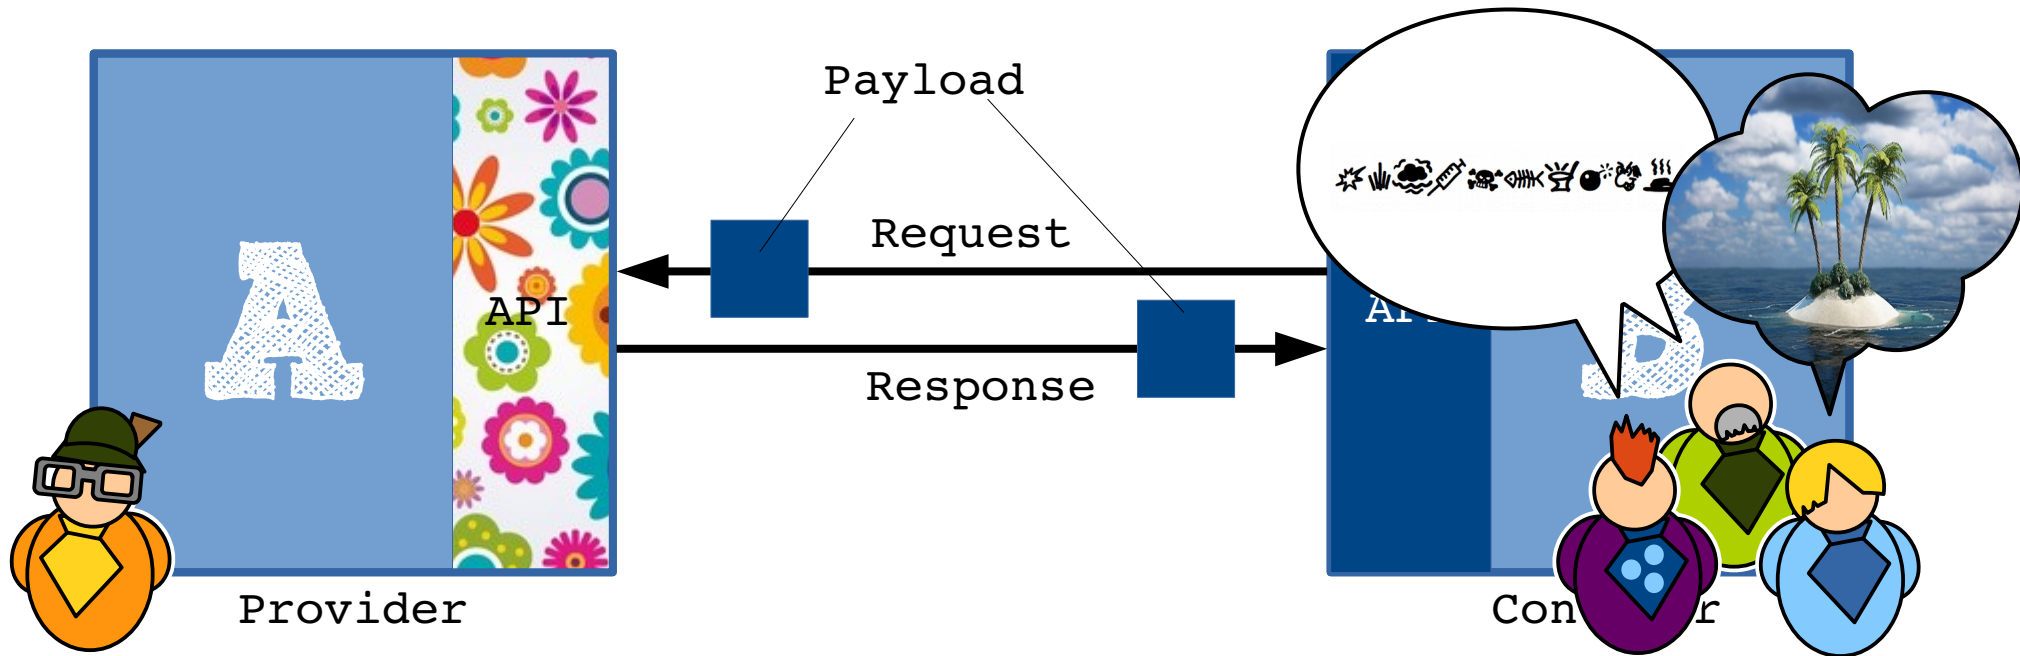 Payload
Request
A
API
Response
Provider